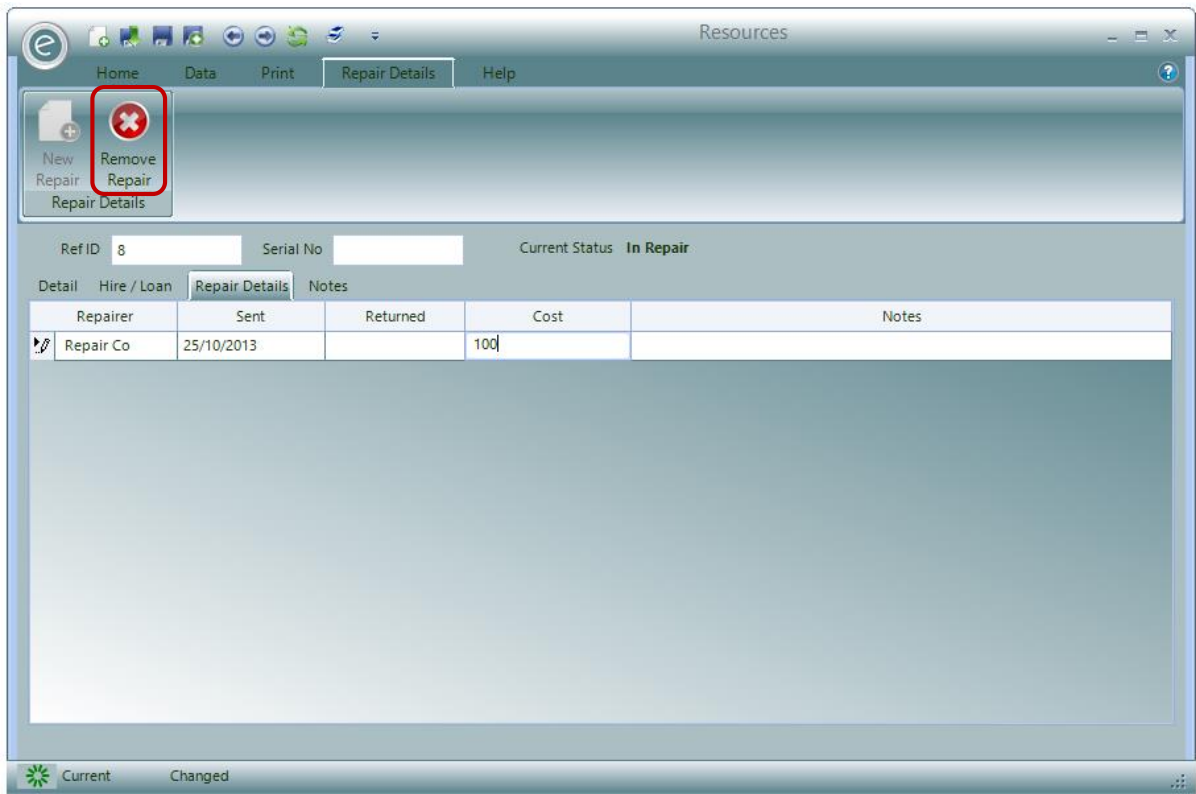 Resources
e
Home Data Print Repair Details Help ?
New Repair
Remove Repair
Repair Details
Ref ID 8 Serial No Current Status In Repair
Detail Hire / Loan Repair Details Notes
Repairer Sent Returned Cost Notes
Repair Co 25/10/2013 100
Current Changed